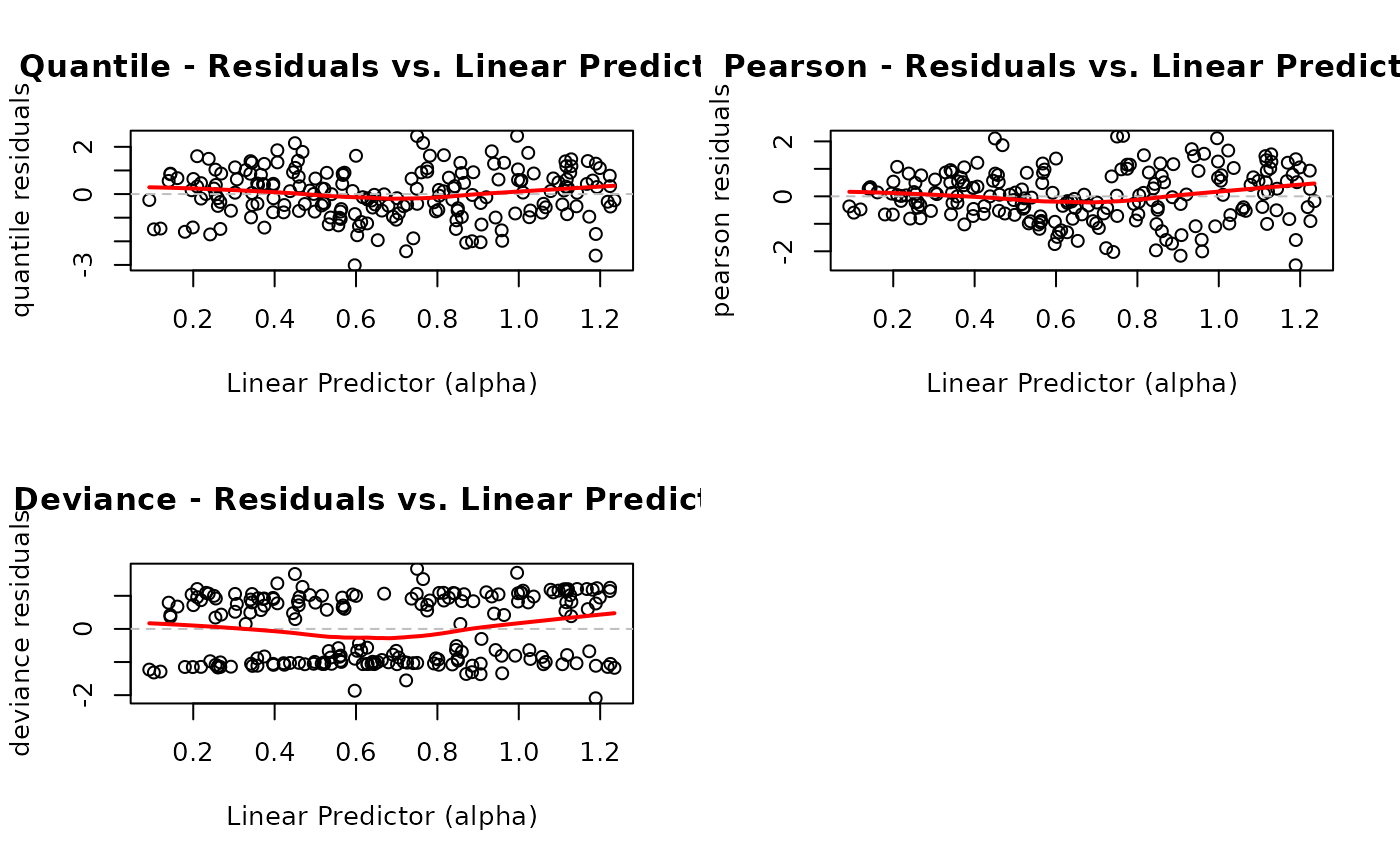 Quantile - Residuals vs. Linear Predict
quantile residuals
2
0
-3
0.2 0.4 0.6 0.8 1.0 1.2
Linear Predictor (alpha)
Pearson - Residuals vs. Linear Predict
pearson residuals
2
0
-2
0.2 0.4 0.6 0.8 1.0 1.2
Linear Predictor (alpha)
Deviance - Residuals vs. Linear Predict
deviance residuals
0
-2
0.2 0.4 0.6 0.8 1.0 1.2
Linear Predictor (alpha)